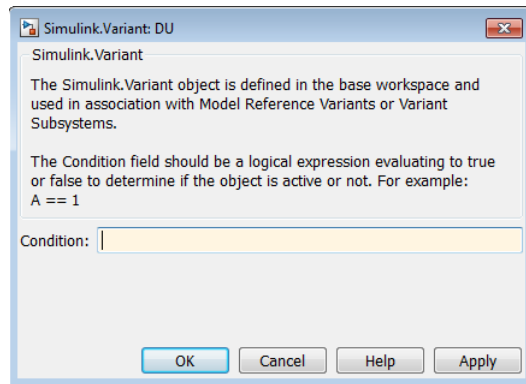 Simulink.Variant: DU
Simulink.Variant
The Simulink.Variant object is defined in the base workspace and
used in association with Model Reference Variants or Variant
Subsystems.
The Condition field should be a logical expression evaluating to true
or false to determine if the object is active or not. For example:
A == 1
Condition:
OK Cancel Help Apply